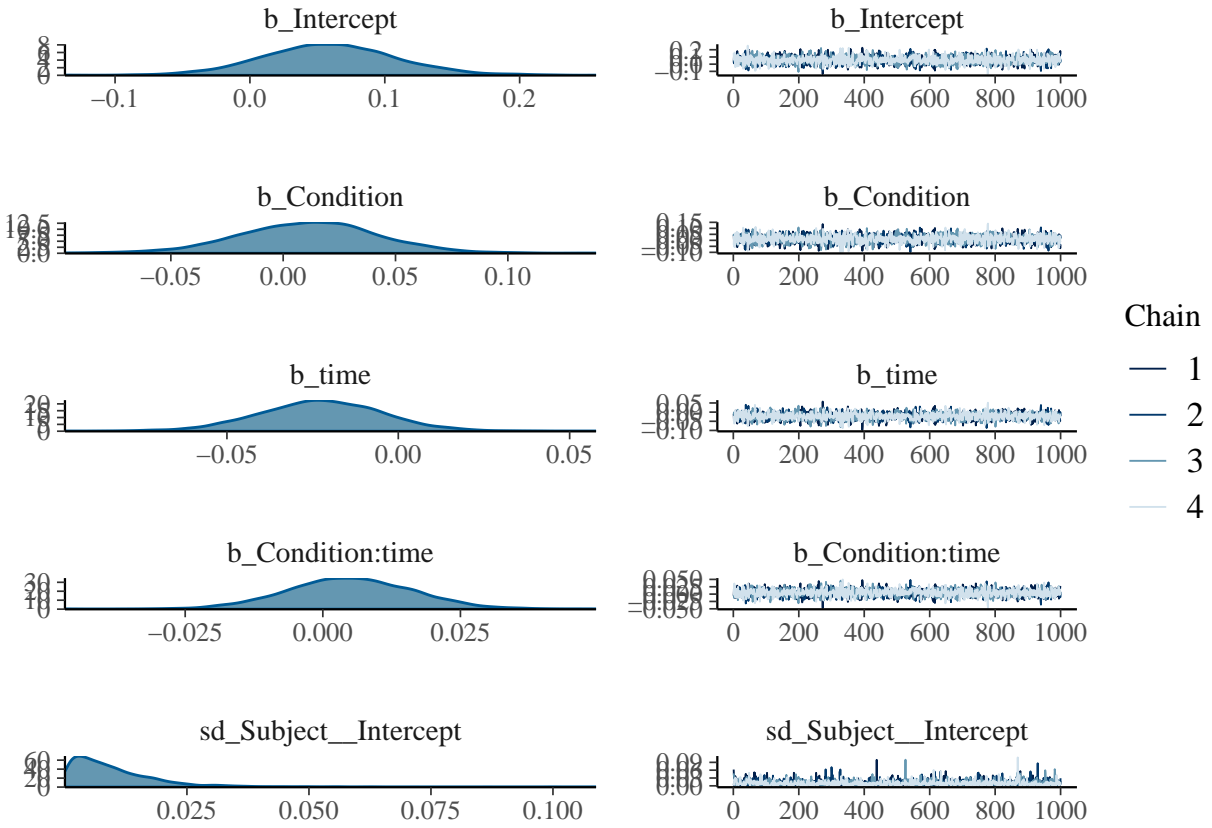 b_Intercept
b_Intercept
−0.1 0.0 0.1 0.2
0 200 400 600 800 1000
b_Condition
b_Condition
−0.05 0.00 0.05 0.10
0 200 400 600 800 1000
Chain
1
2
3
4
b_time
b_time
−0.05 0.00 0.05
0 200 400 600 800 1000
b_Condition:time
b_Condition:time
−0.025 0.000 0.025
0 200 400 600 800 1000
sd_Subject__Intercept
sd_Subject__Intercept
0.025 0.050 0.075 0.100
0 200 400 600 800 1000